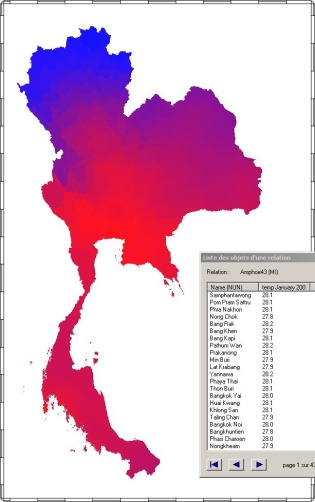 Liste des objets d'une relation
Relation : Amphoe43 (MI)
Name (NUN) temp January 200
Samphantawong 28.1
Pom Pram Sattru 28.1
Phra Nakhon 28.1
Nong Chok 27.8
Bang Rak 28.2
Bang Khen 27.9
Bang Kapi 28.1
Pathum Wan 28.2
Prakanong 28.1
Min Buri 27.9
Lat Krabang 27.9
Yannawa 28.2
Phaya Thai 28.1
Thon Buri 28.1
Bangkok Yai 28.0
Huai Kwang 28.1
Khlong San 28.1
Taling Chan 27.9
Bangkok Noi 28.0
Bangkhuntien 27.8
Phasi Charoen 28.0
Nongkheam 27.9
page 1 sur 43